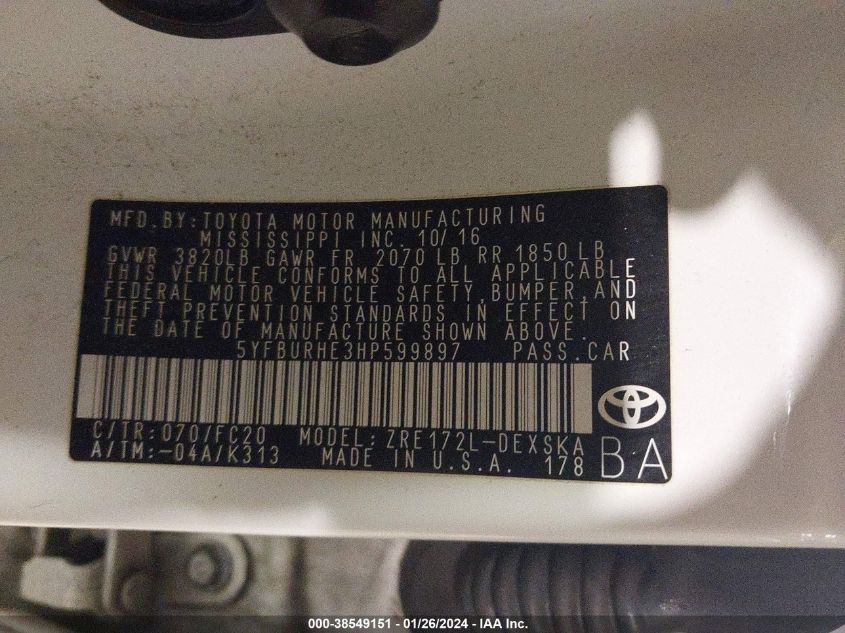 MFD.BY:TOYOTA MOTOR MANUFACTURING
MISSISSIPPI INC. 10/16
GVWR 3820LB GAWR FR 2070 LB RR 1850 LB
THIS VEHICLE CONFORMS TO ALL APPLICABLE
FEDERAL MOTOR VEHICLE SAFETY,BUMPER,AND
THEFT PREVENTION STANDARDS IN EFFECT ON
THE DATE OF MANUFACTURE SHOWN ABOVE.
5YFBURHE3HP599897 PASS.CAR
C/TR:070/FC20 MODEL:ZRE172L-DEXSKA
A/TM:-04A/K313 MADE IN U.S.A. 178 BA
000-38549151 - 01/26/2024 - IAA Inc.